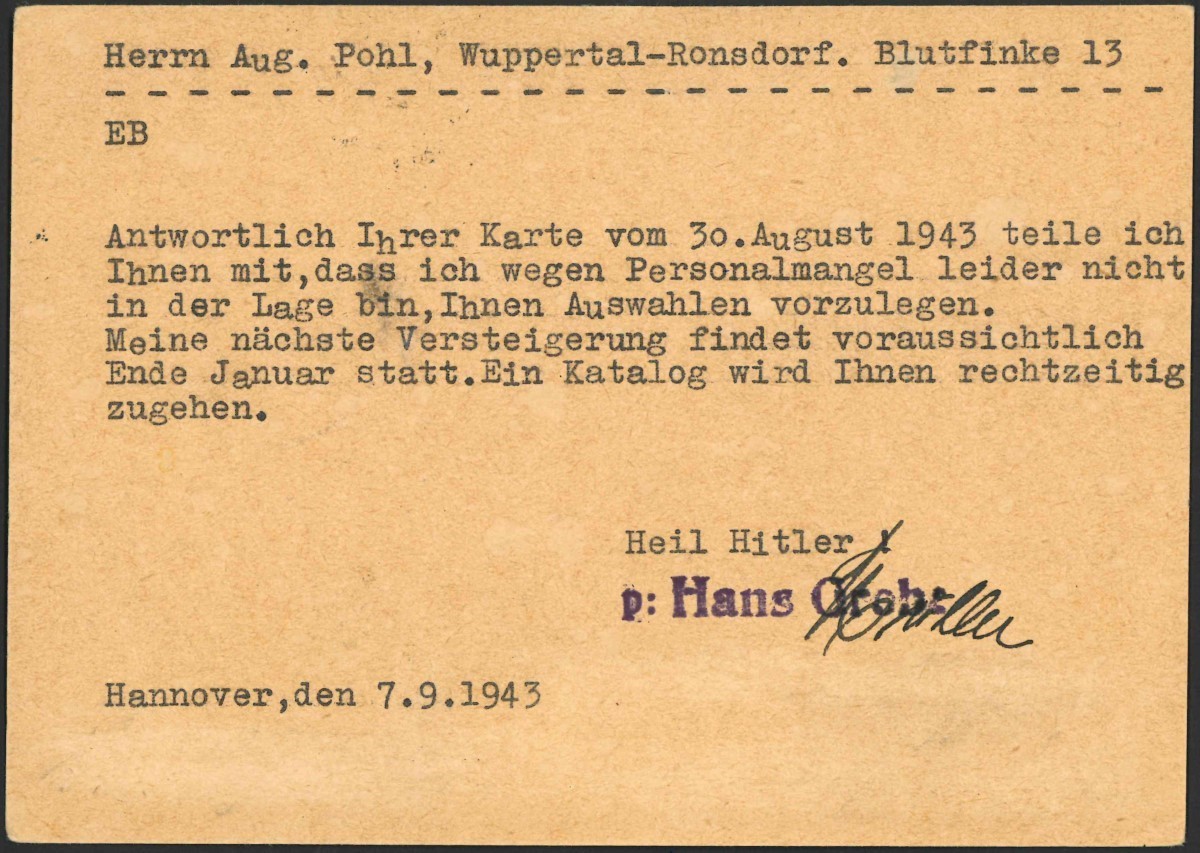 Herrn Aug. Pohl, Wuppertal-Ronsdorf. Blutfinke 13
- - - - - - - - - - - - - - - - - - - - - - - - - - - -
EB
Antwortlich Ihrer Karte vom 3o.August 1943 teile ich
Ihnen mit,dass ich wegen Personalmangel leider nicht
in der Lage bin,Ihnen Auswahlen vorzulegen.
Meine nächste Versteigerung findet voraussichtlich
Ende Januar statt.Ein Katalog wird Ihnen rechtzeitig
zugehen.
Heil Hitler !
p: Hans
Hannover,den 7.9.1943